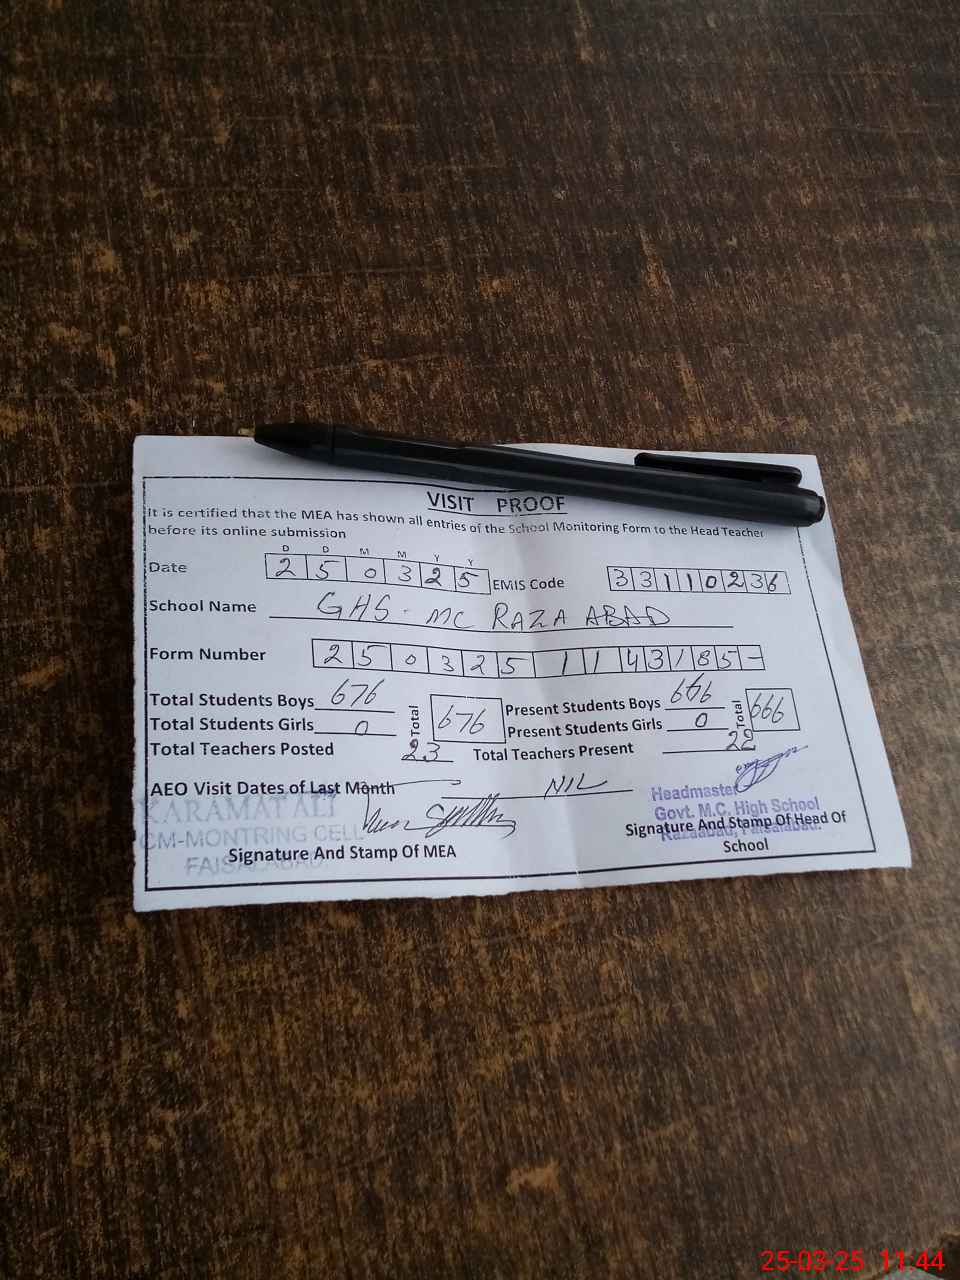 VISIT PROOF
It is certified that the MEA has shown all entries of the School Monitoring Form to the Head Teacher
before its online submission
D D M M Y Y
Date 2 5 0 3 2 5 EMIS Code 3 3 1 1 0 2 3 6
School Name GHS. MC RAZA ABAD
Form Number 2 5 0 3 2 5 1 1 4 3 1 8 5 -
Total Students Boys 676 Total 676 Present Students Boys 666 Total 666
Total Students Girls 0 Present Students Girls 0
Total Teachers Posted 23 Total Teachers Present 22
AEO Visit Dates of Last Month NIL
KARAMAT ALI
CM-MONTRING CELL
FAISALABAD.
Signature And Stamp Of MEA
Headmaster
Govt. M.C. High School
Razaabad, Faisalabad.
Signature And Stamp Of Head Of
School
25-03-25 11:44